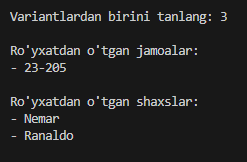 Variantlardan birini tanlang: 3
Ro'yxatdan o'tgan jamoalar:
- 23-205
Ro'yxatdan o'tgan shaxslar:
- Nemar
- Ranaldo